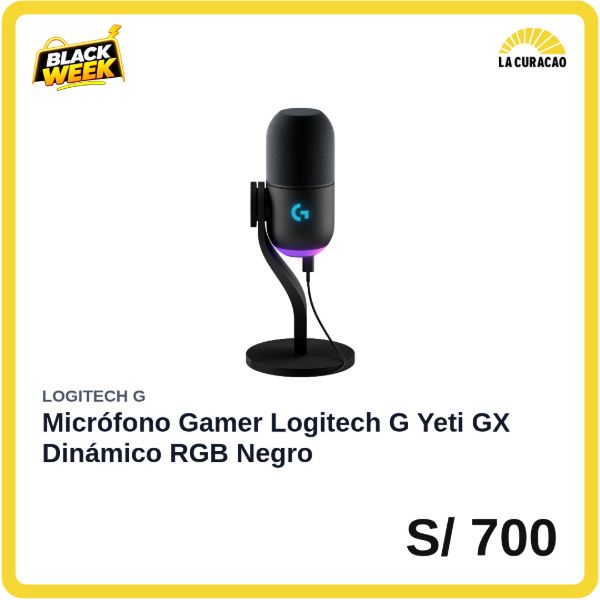 BLACK
WEEK
LA CURACAO
LOGITECH G
Micrófono Gamer Logitech G Yeti GX
Dinámico RGB Negro
S/ 700